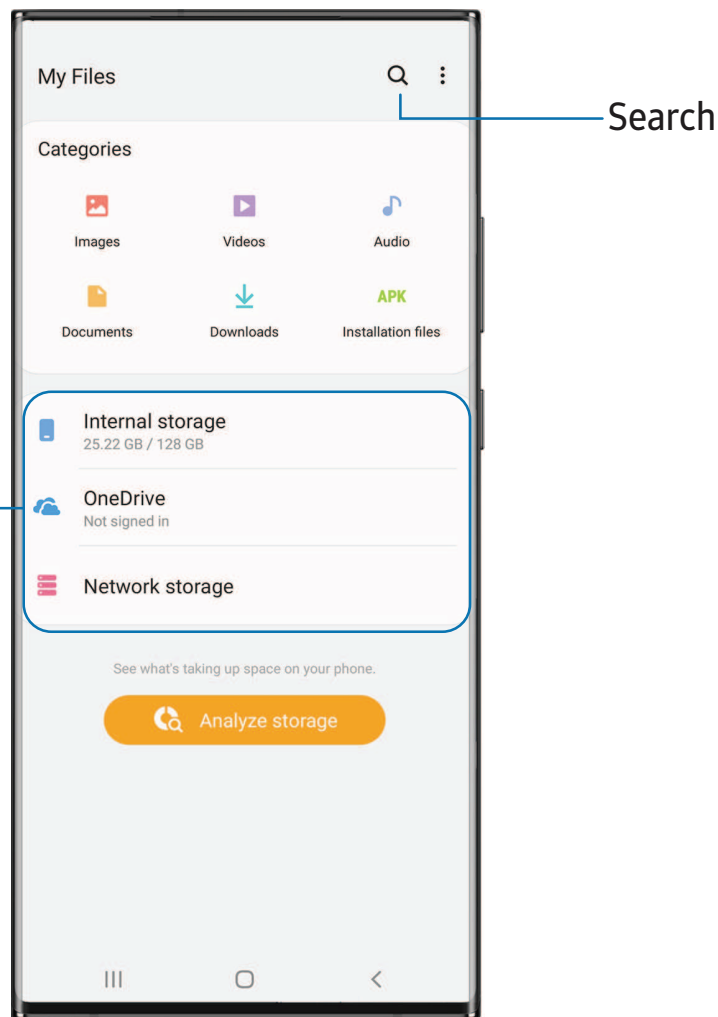 My Files
Search
Categories
Images Videos Audio
APK
Documents Downloads Installation files
Internal storage
25.22 GB / 128 GB
OneDrive
Not signed in
Network storage
See what's taking up space on your phone.
Analyze storage